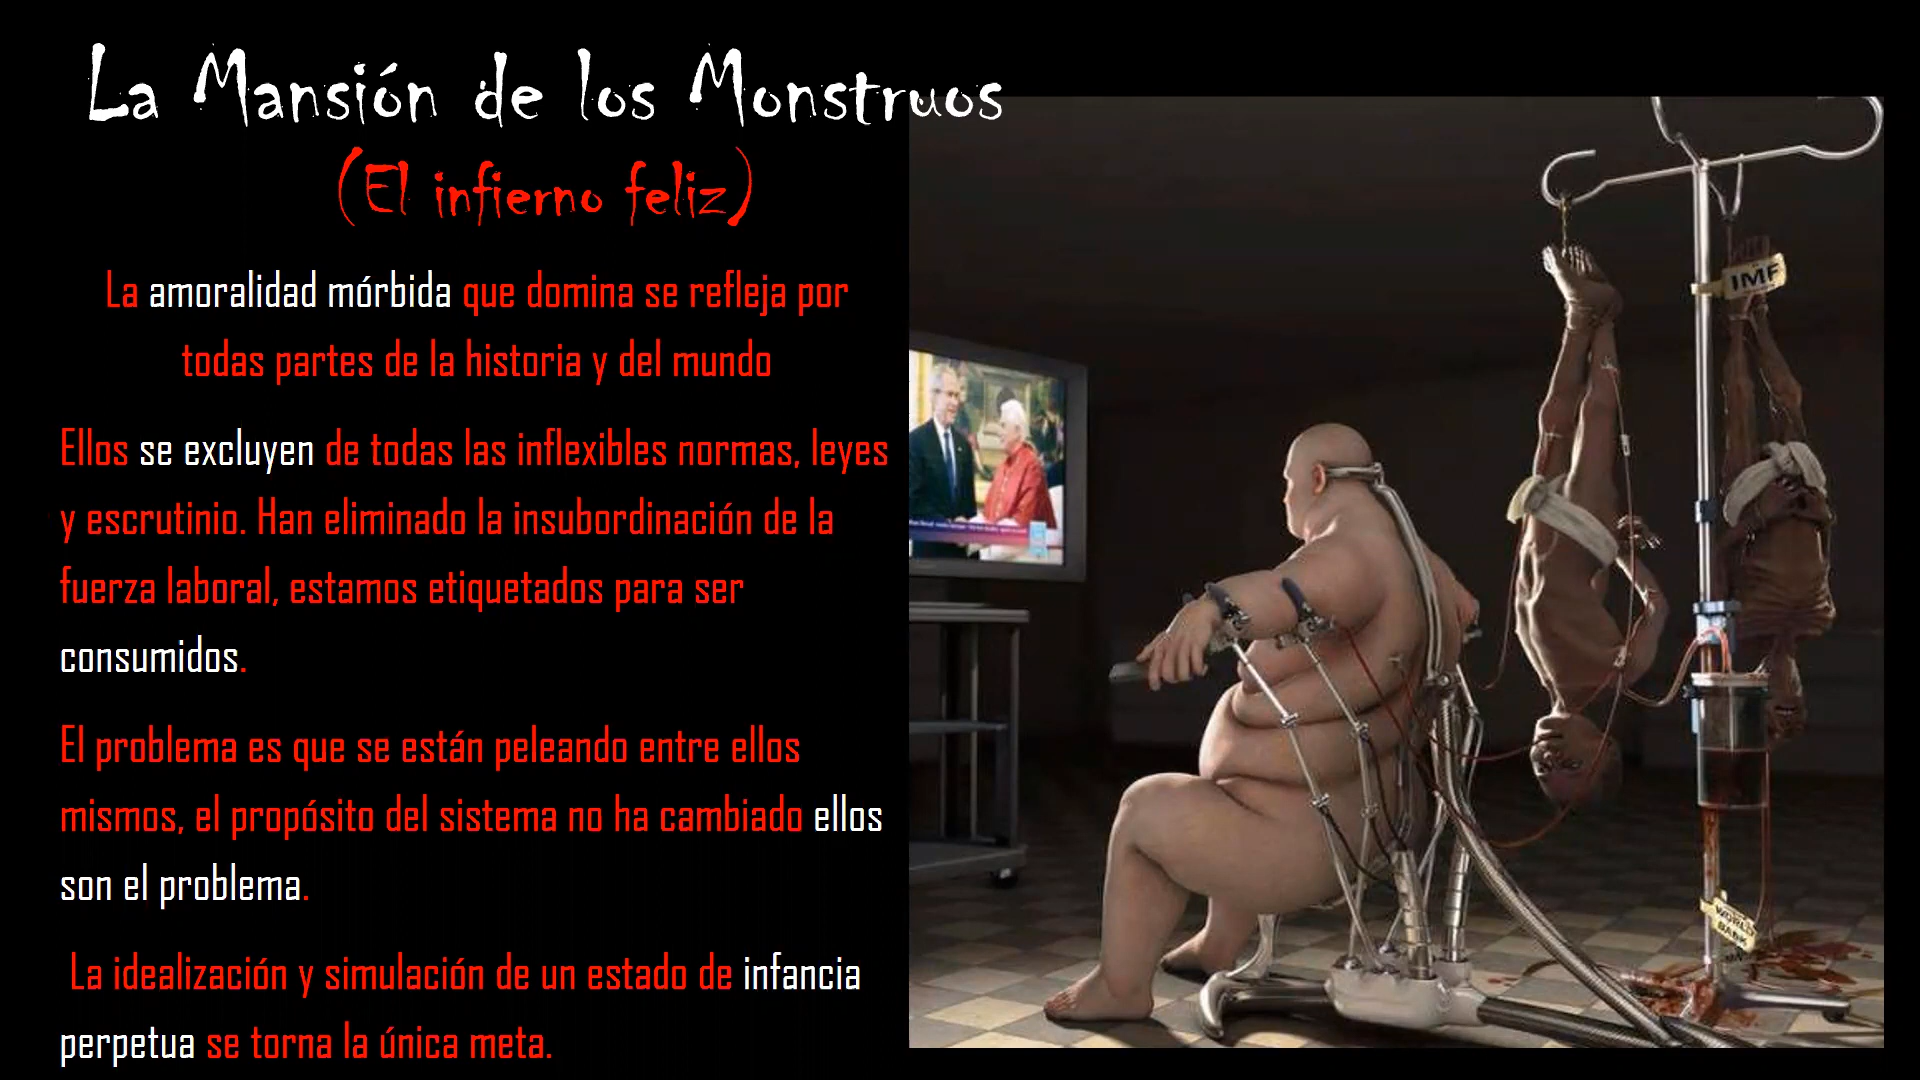 La Mansión de los Monstruos
(El infierno feliz)
La amoralidad mórbida que domina se refleja por
todas partes de la historia y del mundo
Ellos se excluyen de todas las inflexibles normas, leyes
y escrutinio. Han eliminado la insubordinación de la
fuerza laboral, estamos etiquetados para ser
consumidos.
El problema es que se están peleando entre ellos
mismos, el propósito del sistema no ha cambiado ellos
son el problema.
La idealización y simulación de un estado de infancia
perpetua se torna la única meta.
IMF
WORLD
BANK